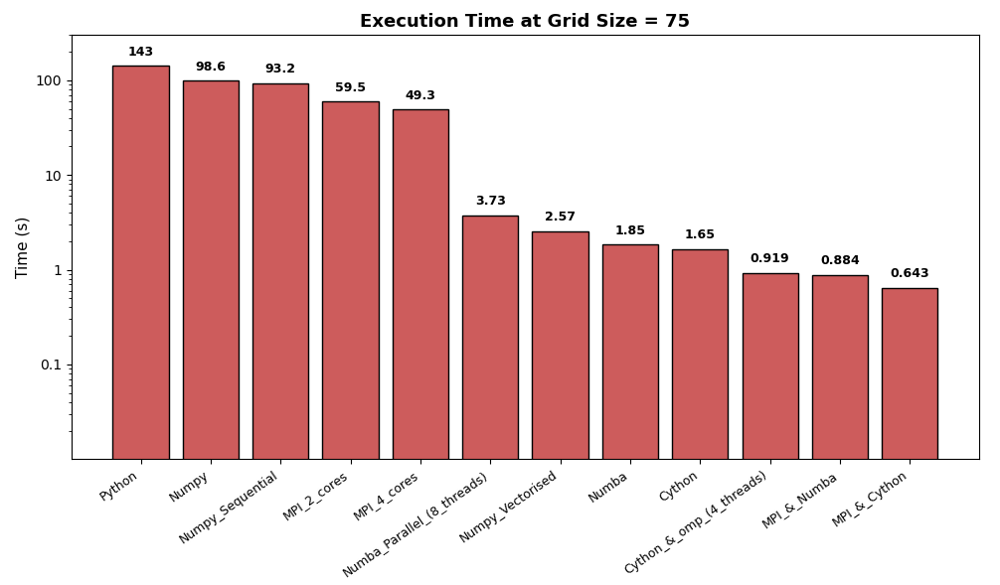 Execution Time at Grid Size = 75
143
98.6
93.2
59.5
49.3
3.73
2.57
1.85
1.65
0.919
0.884
0.643
Time (s)
100
10
1
0.1
Python
Numpy
Numpy_Sequential
MPI_2_cores
MPI_4_cores
Numba_Parallel_(8_threads)
Numpy_Vectorised
Numba
Cython
Cython_&_omp_(4_threads)
MPI_&_Numba
MPI_&_Cython